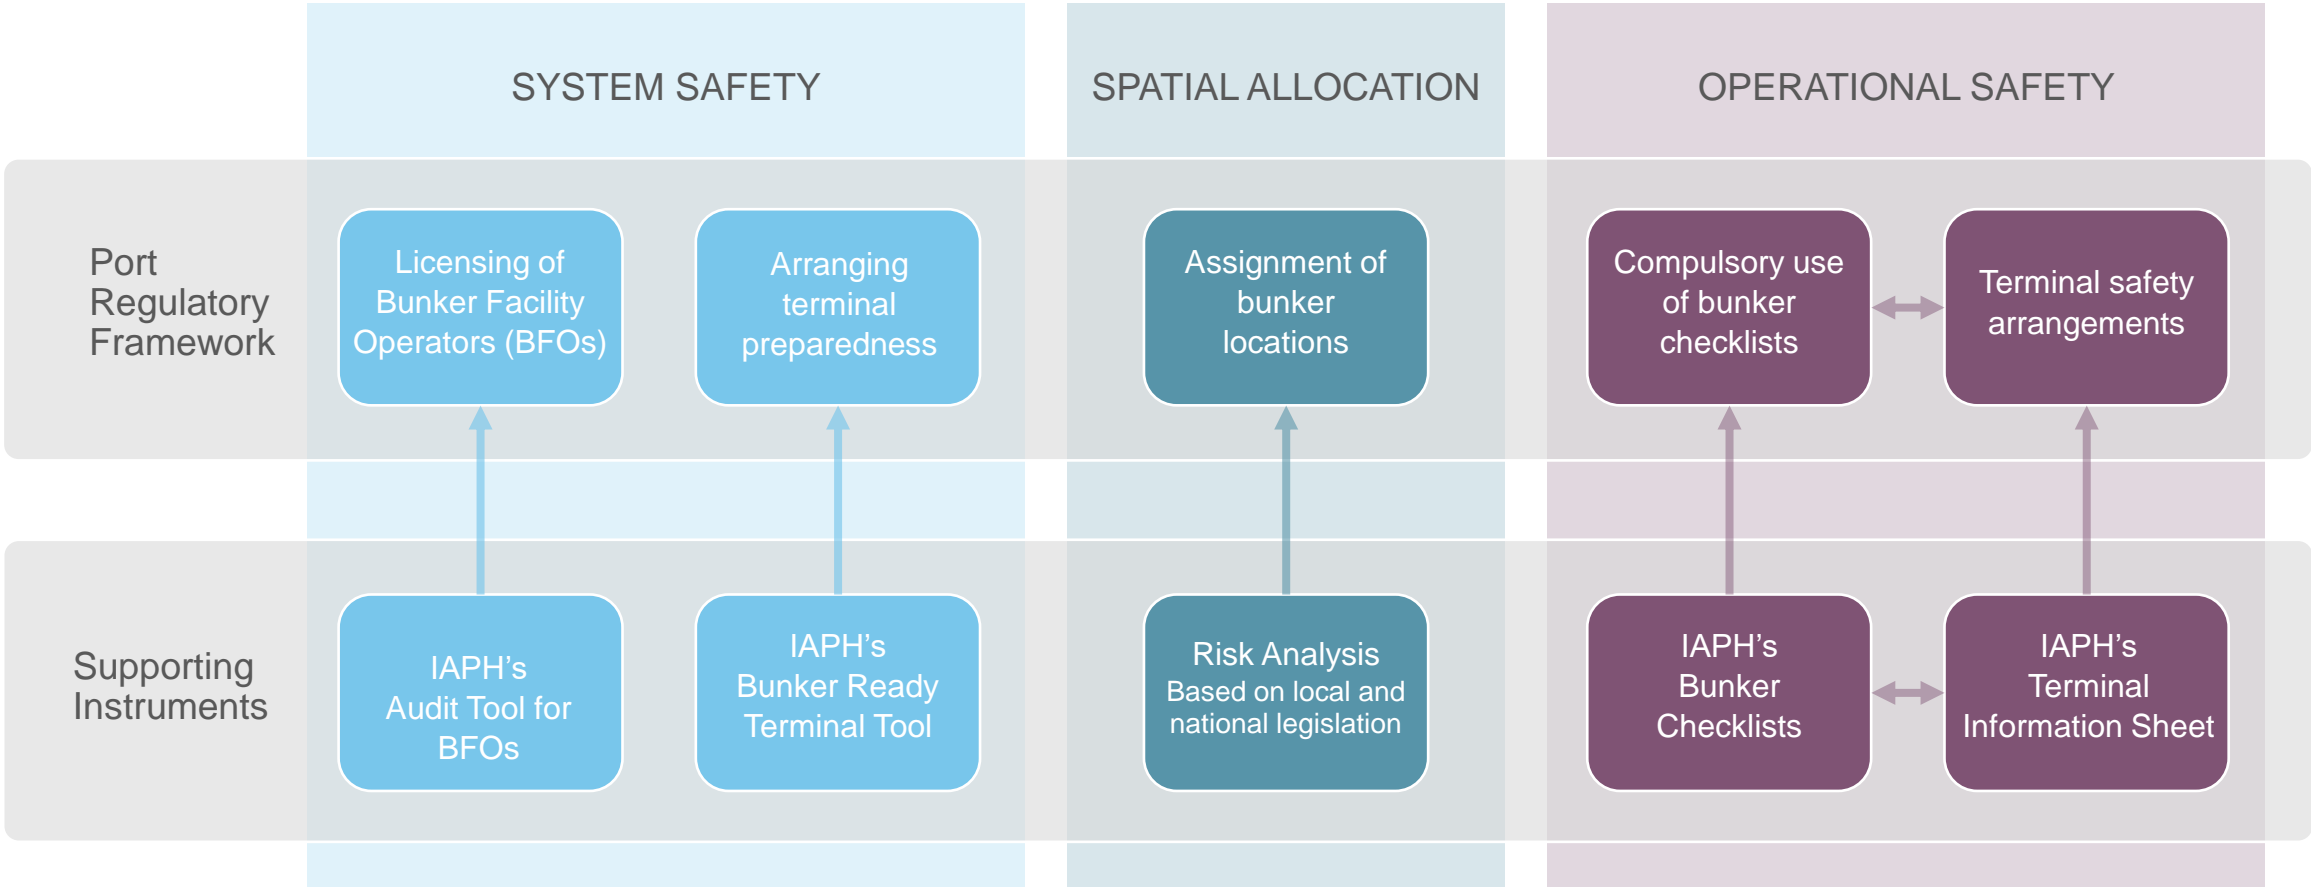 SYSTEM SAFETY
SPATIAL ALLOCATION
OPERATIONAL SAFETY
Port
Regulatory
Framework
Licensing of
Bunker Facility
Operators (BFOs)
Arranging
terminal
preparedness
Assignment of
bunker
locations
Compulsory use
of bunker
checklists
Terminal safety
arrangements
Supporting
Instruments
IAPH’s
Audit Tool for
BFOs
IAPH’s
Bunker Ready
Terminal Tool
Risk Analysis
Based on local and
national legislation
IAPH’s
Bunker
Checklists
IAPH’s
Terminal
Information Sheet